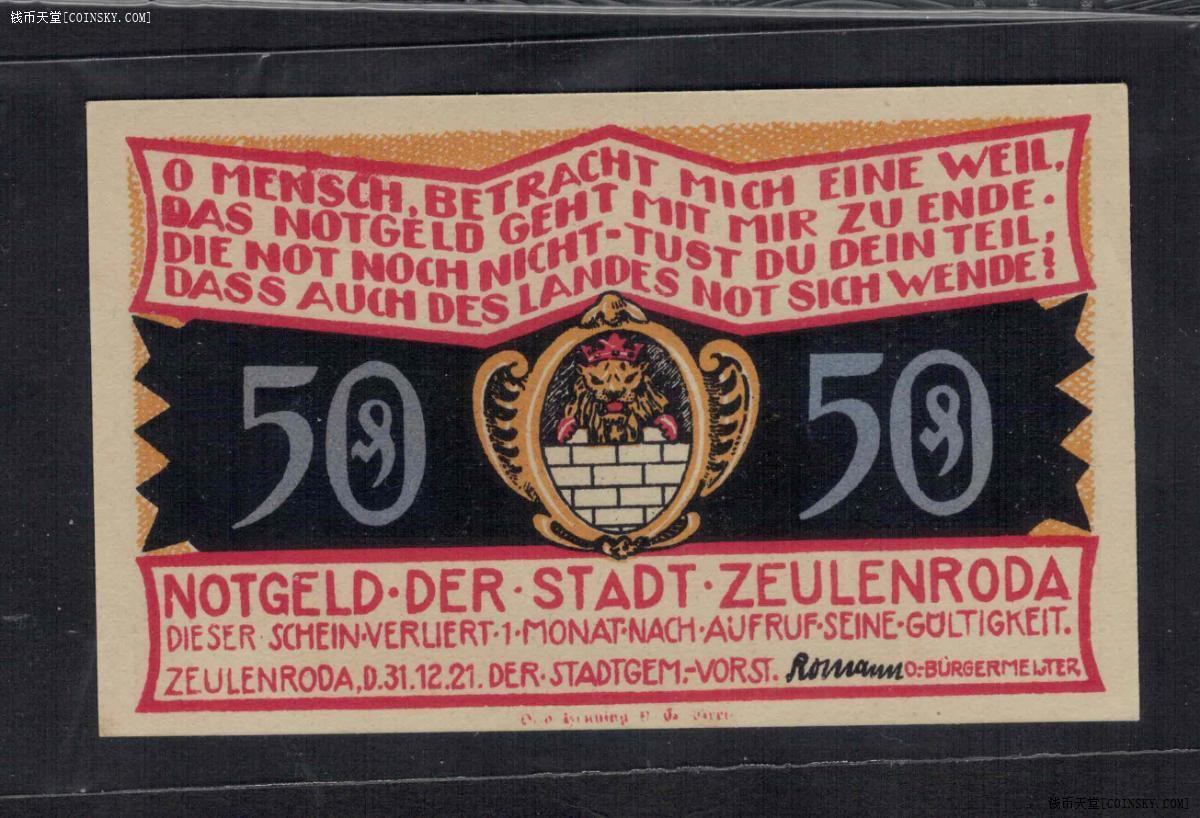 钱币天堂[COINSKY.COM]
O MENSCH, BETRACHT MICH EINE WEIL,
DAS NOTGELD GEHT MIT MIR ZU ENDE.
DIE NOT NOCH NICHT-TUST DU DEIN TEIL,
DASS AUCH DES LANDES NOT SICH WENDE?
50 50
NOTGELD·DER·STADT·ZEULENRODA
DIESER SCHEIN·VERLIERT·1·MONAT·NACH·AUFRUF·SEINE·GÜLTIGKEIT.
ZEULENRODA, D. 31.12.21. DER·STADTGEM.-VORST. Romann O.-BÜRGERMEISTER
钱币天堂[COINSKY.COM]